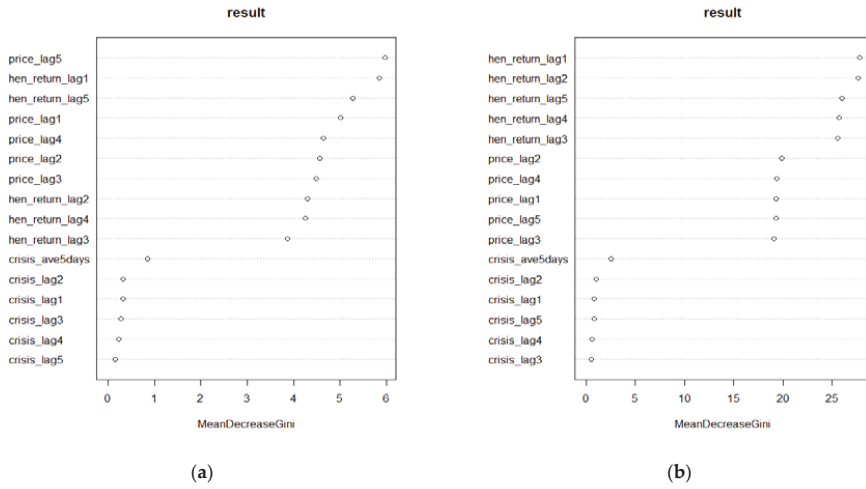 result
price_lag5
hen_return_lag1
hen_return_lag5
price_lag1
price_lag4
price_lag2
price_lag3
hen_return_lag2
hen_return_lag4
hen_return_lag3
crisis_ave5days
crisis_lag2
crisis_lag1
crisis_lag3
crisis_lag4
crisis_lag5
0 1 2 3 4 5 6
MeanDecreaseGini
(a)
result
hen_return_lag1
hen_return_lag2
hen_return_lag5
hen_return_lag4
hen_return_lag3
price_lag2
price_lag4
price_lag1
price_lag5
price_lag3
crisis_ave5days
crisis_lag2
crisis_lag1
crisis_lag5
crisis_lag4
crisis_lag3
0 5 10 15 20 25
MeanDecreaseGini
(b)